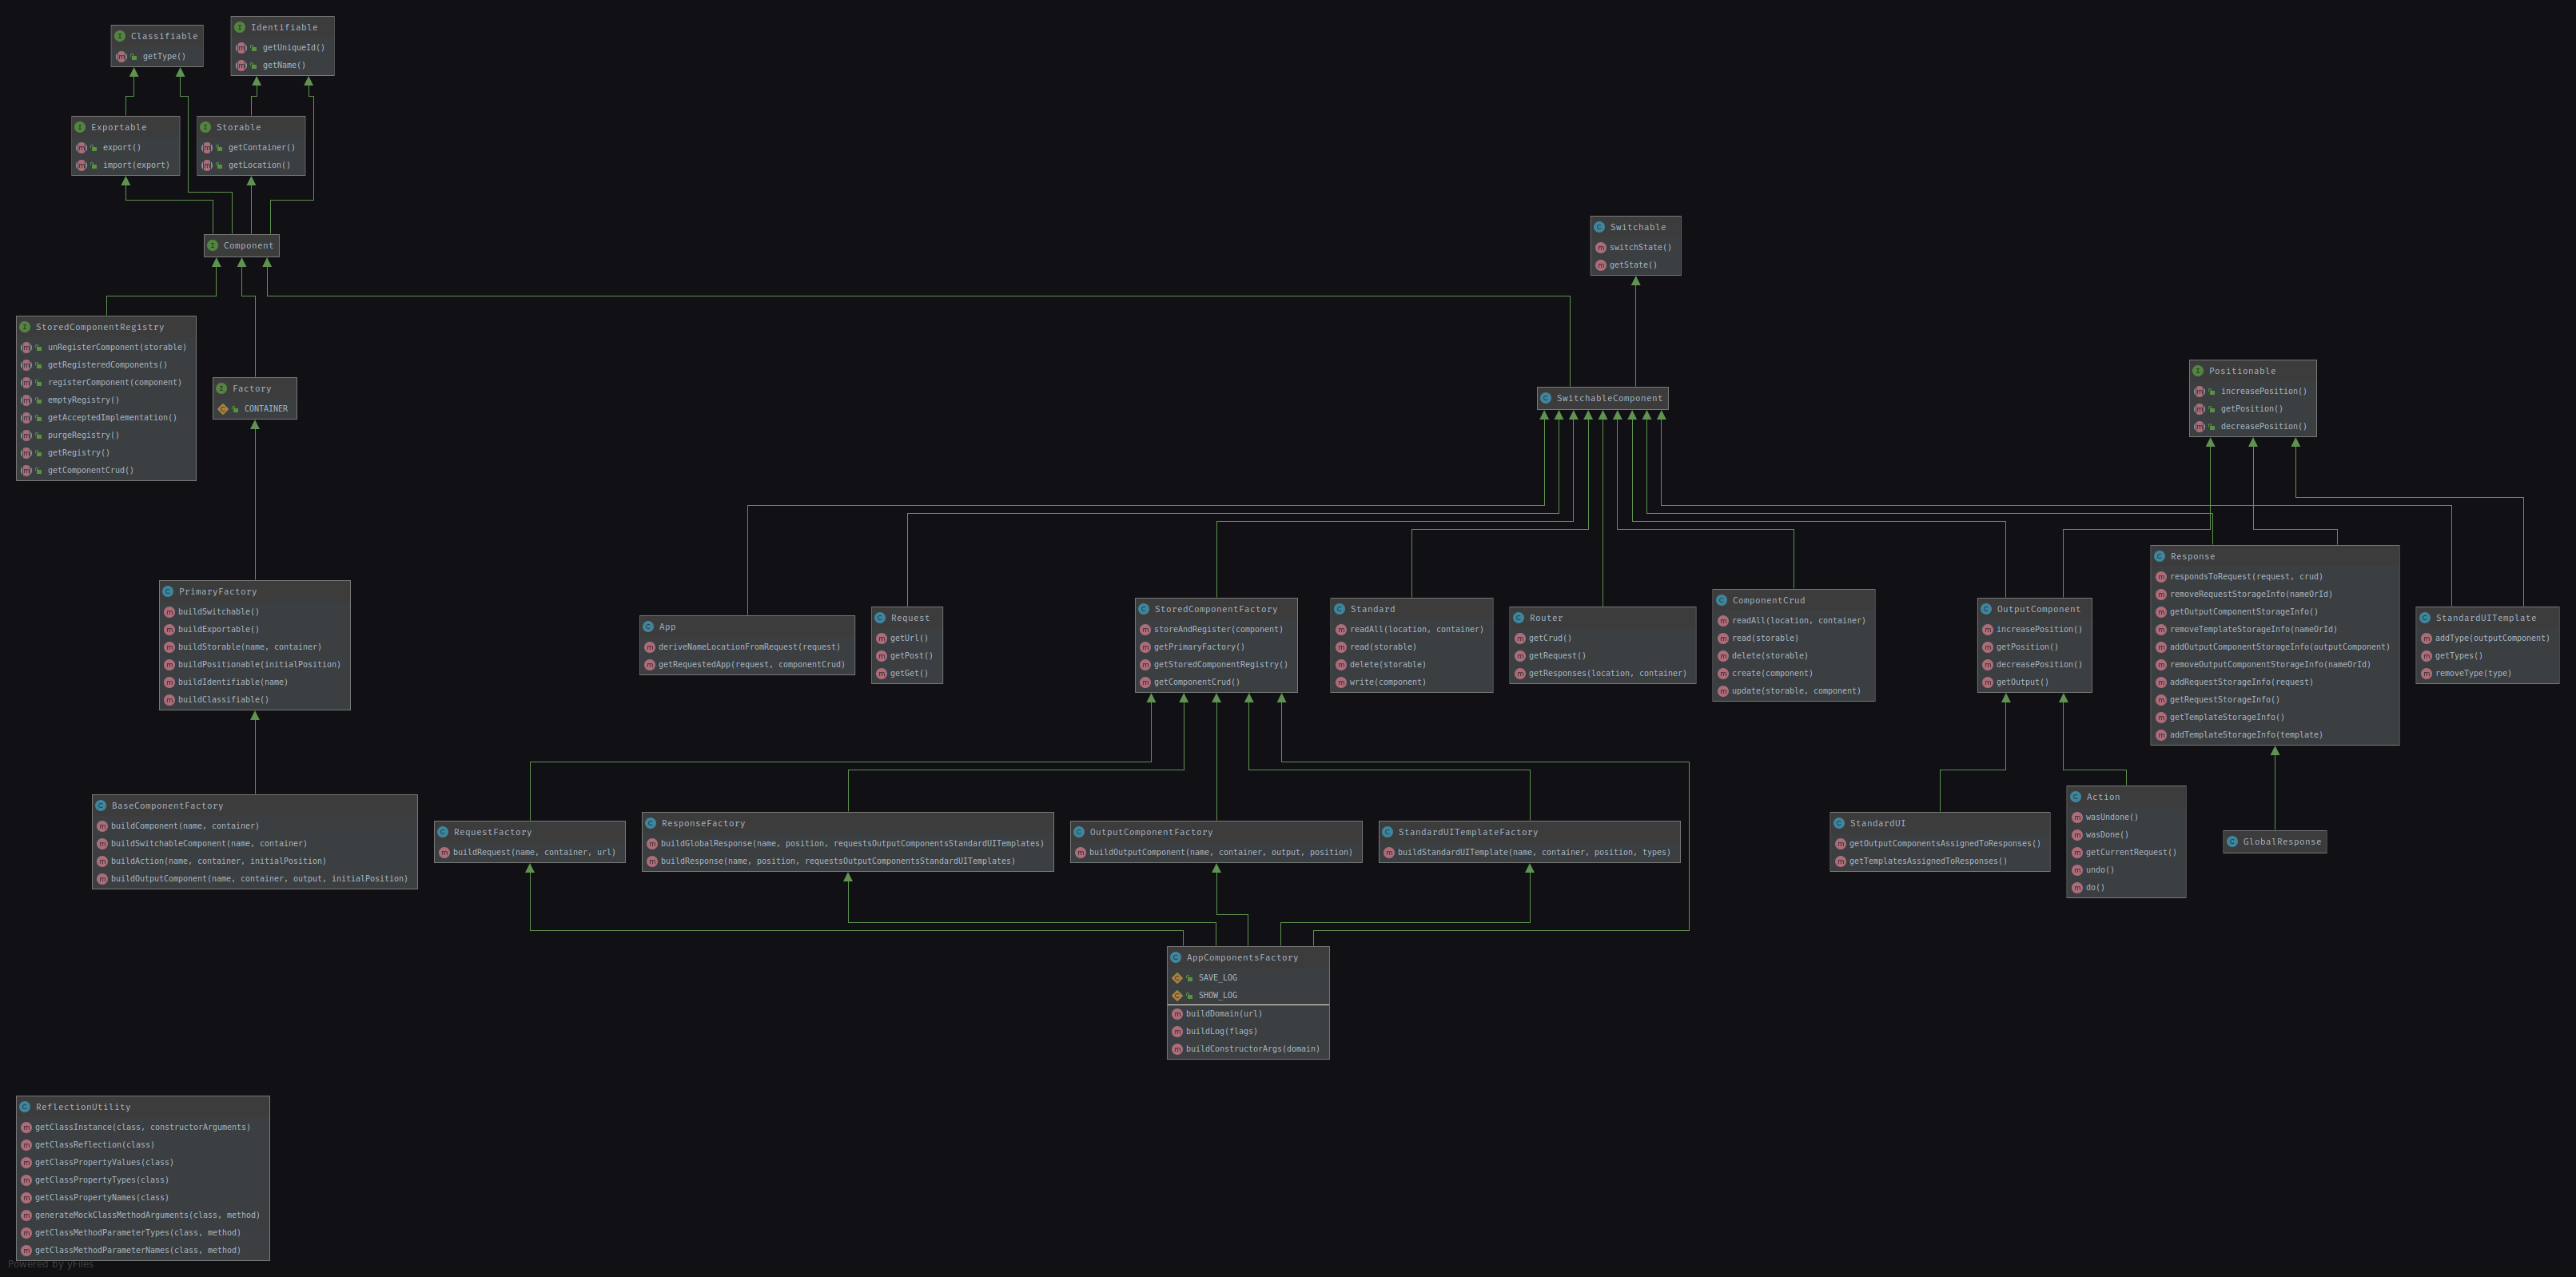 Classifiable
getType()
Identifiable
getUniqueId()
getName()
Exportable
export()
import(export)
Storable
getContainer()
getLocation()
Component
Switchable
switchState()
getState()
StoredComponentRegistry
unRegisterComponent(storable)
getRegisteredComponents()
registerComponent(component)
emptyRegistry()
getAcceptedImplementation()
purgeRegistry()
getRegistry()
getComponentCrud()
Factory
CONTAINER
SwitchableComponent
Positionable
increasePosition()
getPosition()
decreasePosition()
PrimaryFactory
buildSwitchable()
buildExportable()
buildStorable(name, container)
buildPositionable(initialPosition)
buildIdentifiable(name)
buildClassifiable()
App
deriveNameLocationFromRequest(request)
getRequestedApp(request, componentCrud)
Request
getUrl()
getPost()
getGet()
StoredComponentFactory
storeAndRegister(component)
getPrimaryFactory()
getStoredComponentRegistry()
getComponentCrud()
Standard
readAll(location, container)
read(storable)
delete(storable)
write(component)
Router
getCrud()
getRequest()
getResponses(location, container)
ComponentCrud
readAll(location, container)
read(storable)
delete(storable)
create(component)
update(storable, component)
OutputComponent
increasePosition()
getPosition()
decreasePosition()
getOutput()
Response
respondsToRequest(request, crud)
removeRequestStorageInfo(nameOrId)
getOutputComponentStorageInfo()
removeTemplateStorageInfo(nameOrId)
addOutputComponentStorageInfo(outputComponent)
removeOutputComponentStorageInfo(nameOrId)
addRequestStorageInfo(request)
getRequestStorageInfo()
getTemplateStorageInfo()
addTemplateStorageInfo(template)
StandardUITemplate
addType(outputComponent)
getTypes()
removeType(type)
BaseComponentFactory
buildComponent(name, container)
buildSwitchableComponent(name, container)
buildAction(name, container, initialPosition)
buildOutputComponent(name, container, output, initialPosition)
RequestFactory
buildRequest(name, container, url)
ResponseFactory
buildGlobalResponse(name, position, requestsOutputComponentsStandardUITemplates)
buildResponse(name, position, requestsOutputComponentsStandardUITemplates)
OutputComponentFactory
buildOutputComponent(name, container, output, position)
StandardUITemplateFactory
buildStandardUITemplate(name, container, position, types)
StandardUI
getOutputComponentsAssignedToResponses()
getTemplatesAssignedToResponses()
Action
wasUndone()
wasDone()
getCurrentRequest()
undo()
do()
GlobalResponse
AppComponentsFactory
SAVE_LOG
SHOW_LOG
buildDomain(url)
buildLog(flags)
buildConstructorArgs(domain)
ReflectionUtility
getClassInstance(class, constructorArguments)
getClassReflection(class)
getClassPropertyValues(class)
getClassPropertyTypes(class)
getClassPropertyNames(class)
generateMockClassMethodArguments(class, method)
getClassMethodParameterTypes(class, method)
getClassMethodParameterNames(class, method)
Powered by yFiles